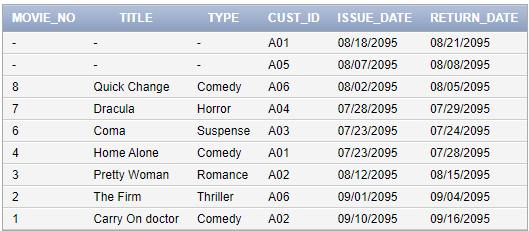 MOVIE_NO TITLE TYPE CUST_ID ISSUE_DATE RETURN_DATE
- - - A01 08/18/2095 08/21/2095
- - - A05 08/07/2095 08/08/2095
8 Quick Change Comedy A06 08/02/2095 08/05/2095
7 Dracula Horror A04 07/28/2095 07/29/2095
6 Coma Suspense A03 07/23/2095 07/24/2095
4 Home Alone Comedy A01 07/23/2095 07/28/2095
3 Pretty Woman Romance A02 08/12/2095 08/15/2095
2 The Firm Thriller A06 09/01/2095 09/04/2095
1 Carry On doctor Comedy A02 09/10/2095 09/16/2095